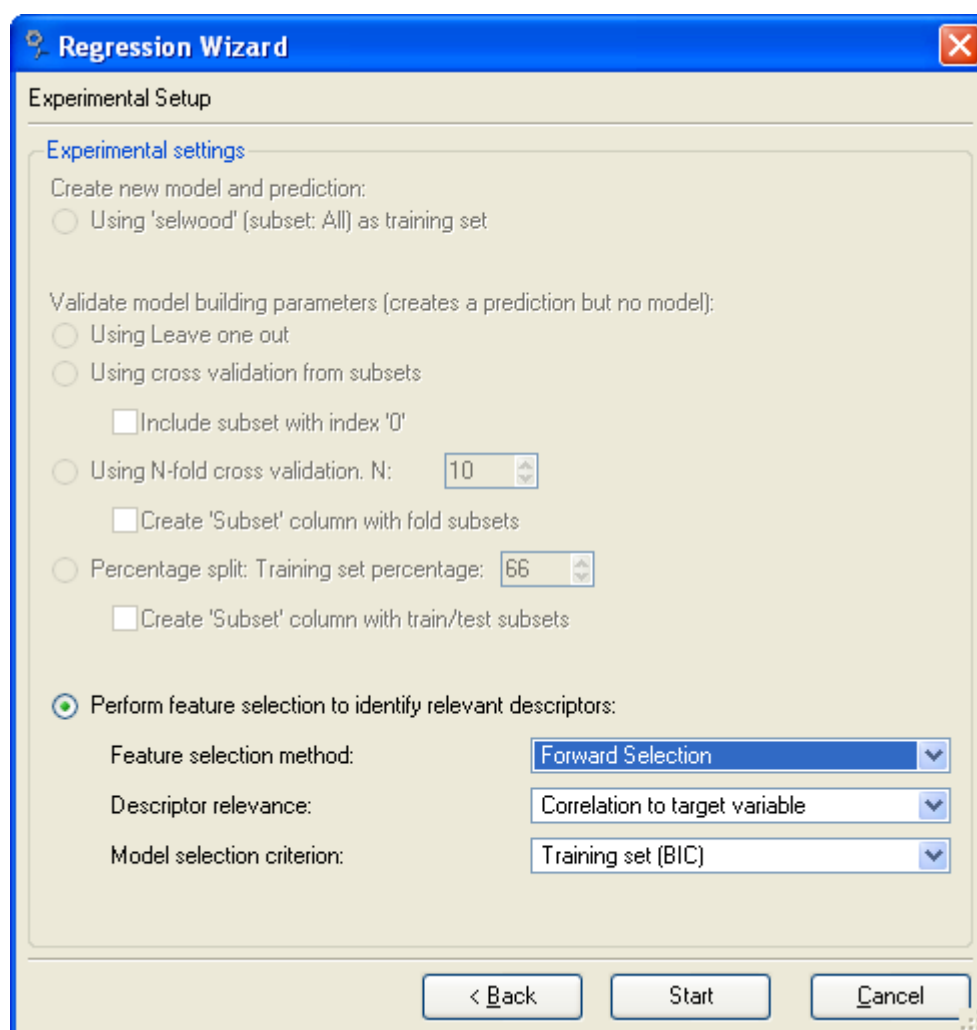 Regression Wizard
Experimental Setup
Experimental settings
Create new model and prediction:
Using 'selwood' (subset: All) as training set
Validate model building parameters (creates a prediction but no model):
Using Leave one out
Using cross validation from subsets
Include subset with index '0'
Using N-fold cross validation. N: 10
Create 'Subset' column with fold subsets
Percentage split: Training set percentage: 66
Create 'Subset' column with train/test subsets
Perform feature selection to identify relevant descriptors:
Feature selection method: Forward Selection
Descriptor relevance: Correlation to target variable
Model selection criterion: Training set (BIC)
< Back Start Cancel